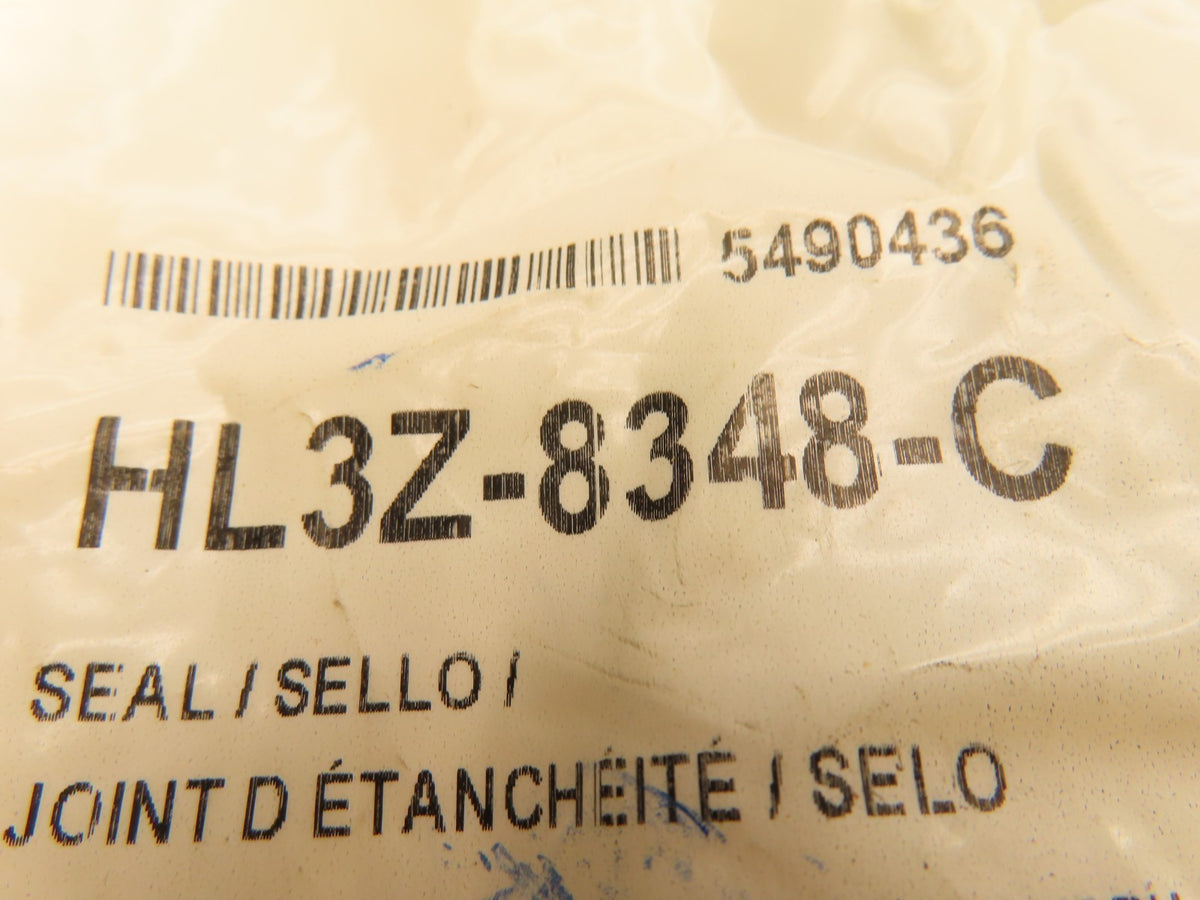 5490436
HL3Z-8348-C
SEAL / SELLO /
JOINT D ÉTANCHÉITÉ / SELO